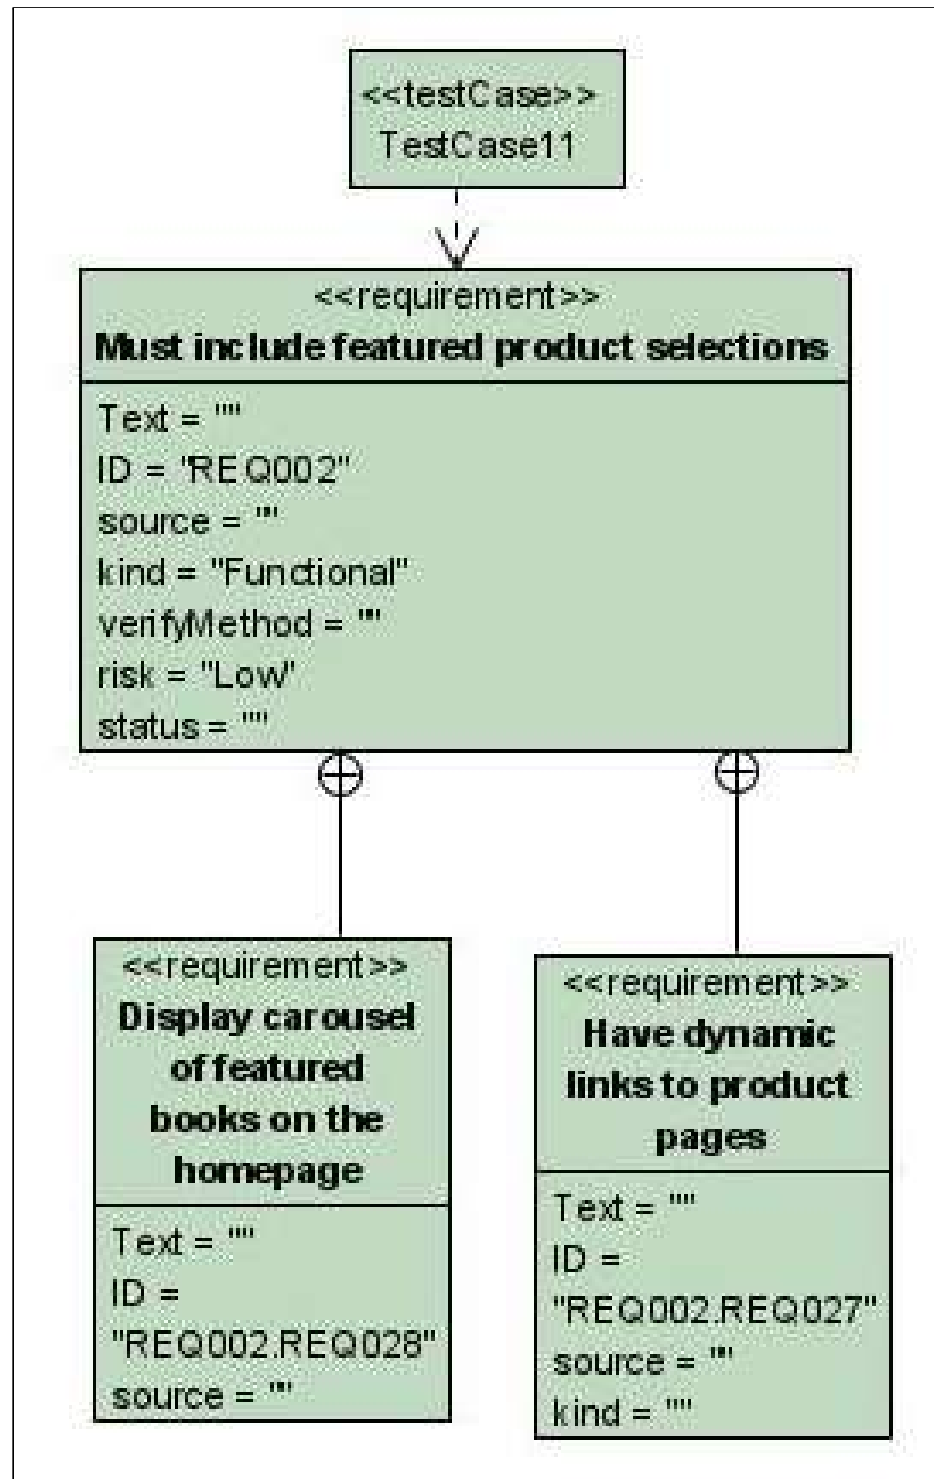 <<testCase>>
TestCase11
<<requirement>>
Must include featured product selections
Text = ""
ID = "REQ002"
source = ""
kind = "Functional"
verifyMethod = ""
risk = "Low"
status = ""
<<requirement>>
Display carousel
of featured
books on the
homepage
Text = ""
ID =
"REQ002.REQ028"
source = ""
<<requirement>>
Have dynamic
links to product
pages
Text = ""
ID =
"REQ002.REQ027"
source = ""
kind = ""